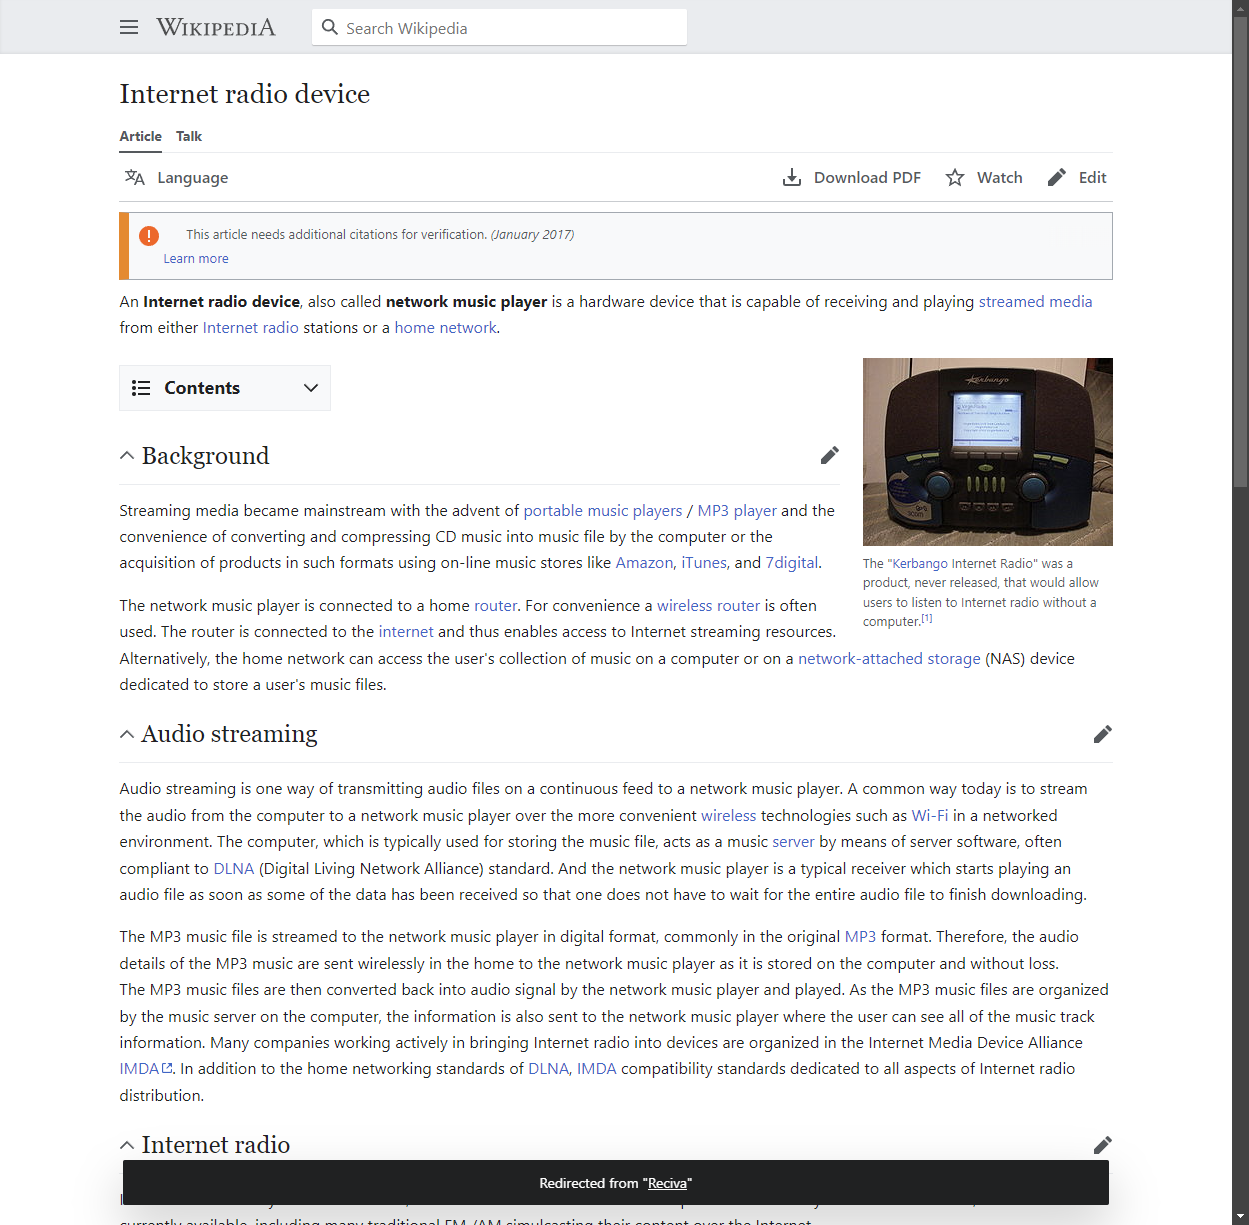 WIKIPEDIA
Search Wikipedia
Internet radio device
Article Talk
Language
Download PDF Watch Edit
This article needs additional citations for verification. (January 2017)
Learn more
An Internet radio device, also called network music player is a hardware device that is capable of receiving and playing streamed media
from either Internet radio stations or a home network.
Contents
Kerbango
3com
The "Kerbango Internet Radio" was a
product, never released, that would allow
users to listen to Internet radio without a
computer.[1]
Background
Streaming media became mainstream with the advent of portable music players / MP3 player and the
convenience of converting and compressing CD music into music file by the computer or the
acquisition of products in such formats using on-line music stores like Amazon, iTunes, and 7digital.
The network music player is connected to a home router. For convenience a wireless router is often
used. The router is connected to the internet and thus enables access to Internet streaming resources.
Alternatively, the home network can access the user's collection of music on a computer or on a network-attached storage (NAS) device
dedicated to store a user's music files.
Audio streaming
Audio streaming is one way of transmitting audio files on a continuous feed to a network music player. A common way today is to stream
the audio from the computer to a network music player over the more convenient wireless technologies such as Wi-Fi in a networked
environment. The computer, which is typically used for storing the music file, acts as a music server by means of server software, often
compliant to DLNA (Digital Living Network Alliance) standard. And the network music player is a typical receiver which starts playing an
audio file as soon as some of the data has been received so that one does not have to wait for the entire audio file to finish downloading.
The MP3 music file is streamed to the network music player in digital format, commonly in the original MP3 format. Therefore, the audio
details of the MP3 music are sent wirelessly in the home to the network music player as it is stored on the computer and without loss.
The MP3 music files are then converted back into audio signal by the network music player and played. As the MP3 music files are organized
by the music server on the computer, the information is also sent to the network music player where the user can see all of the music track
information. Many companies working actively in bringing Internet radio into devices are organized in the Internet Media Device Alliance
IMDA. In addition to the home networking standards of DLNA, IMDA compatibility standards dedicated to all aspects of Internet radio
distribution.
Internet radio
Redirected from "Reciva"
currently available, including many traditional FM /AM simulcasting their content over the Internet.